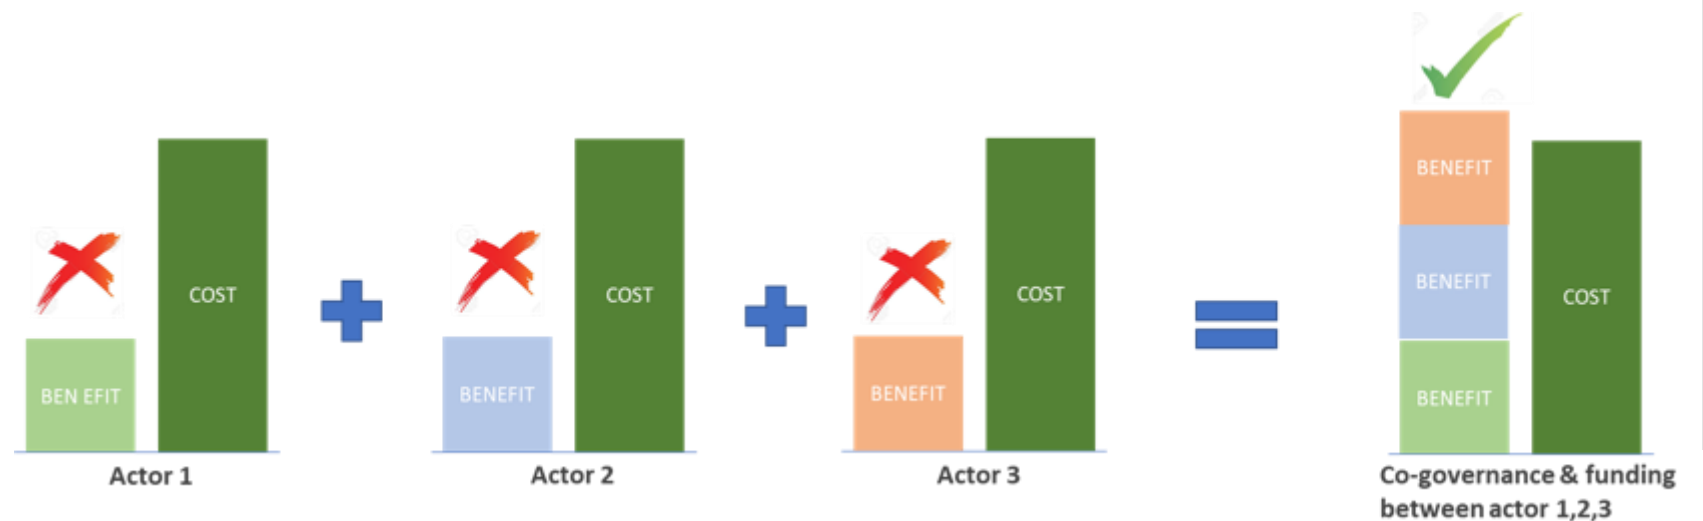 BENEFIT
BENEFIT
COST
COST
COST
BENEFIT
COST
BEN EFIT
BENEFIT
BENEFIT
BENEFIT
Actor 1
Actor 2
Actor 3
Co-governance & funding
between actor 1,2,3